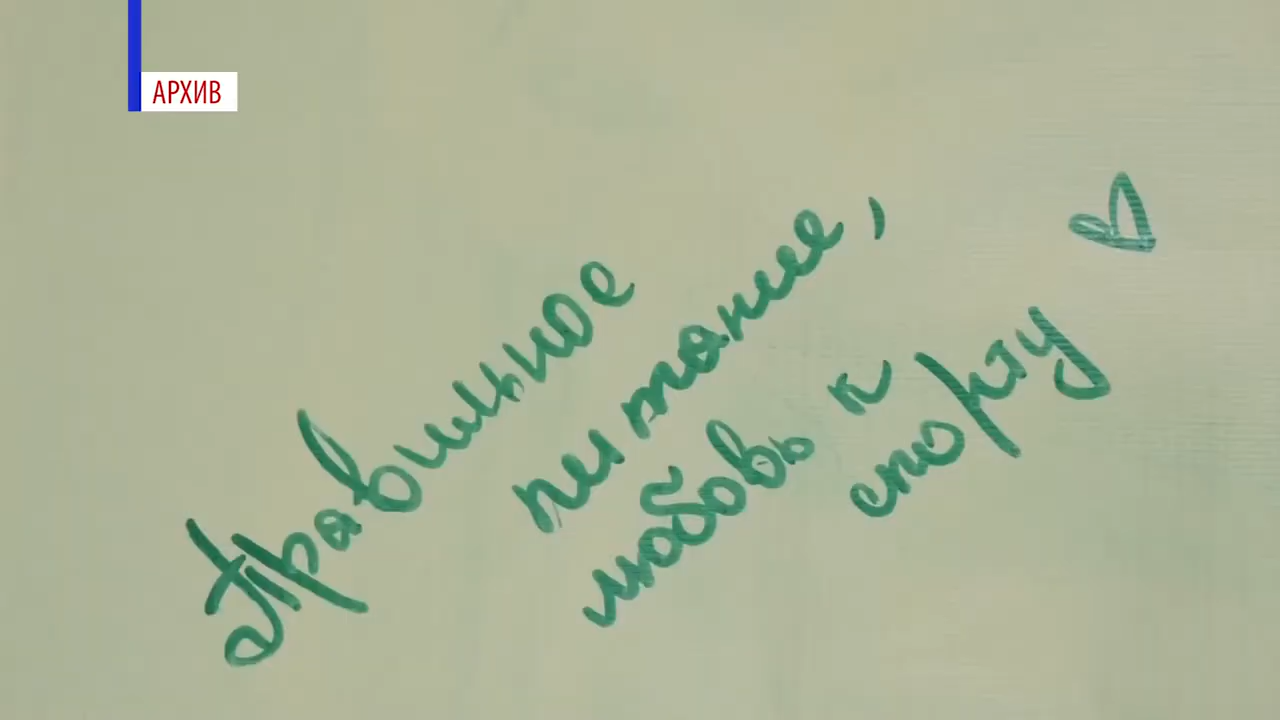 АРХИВ
Правильное
питание,
любовь к
спорту